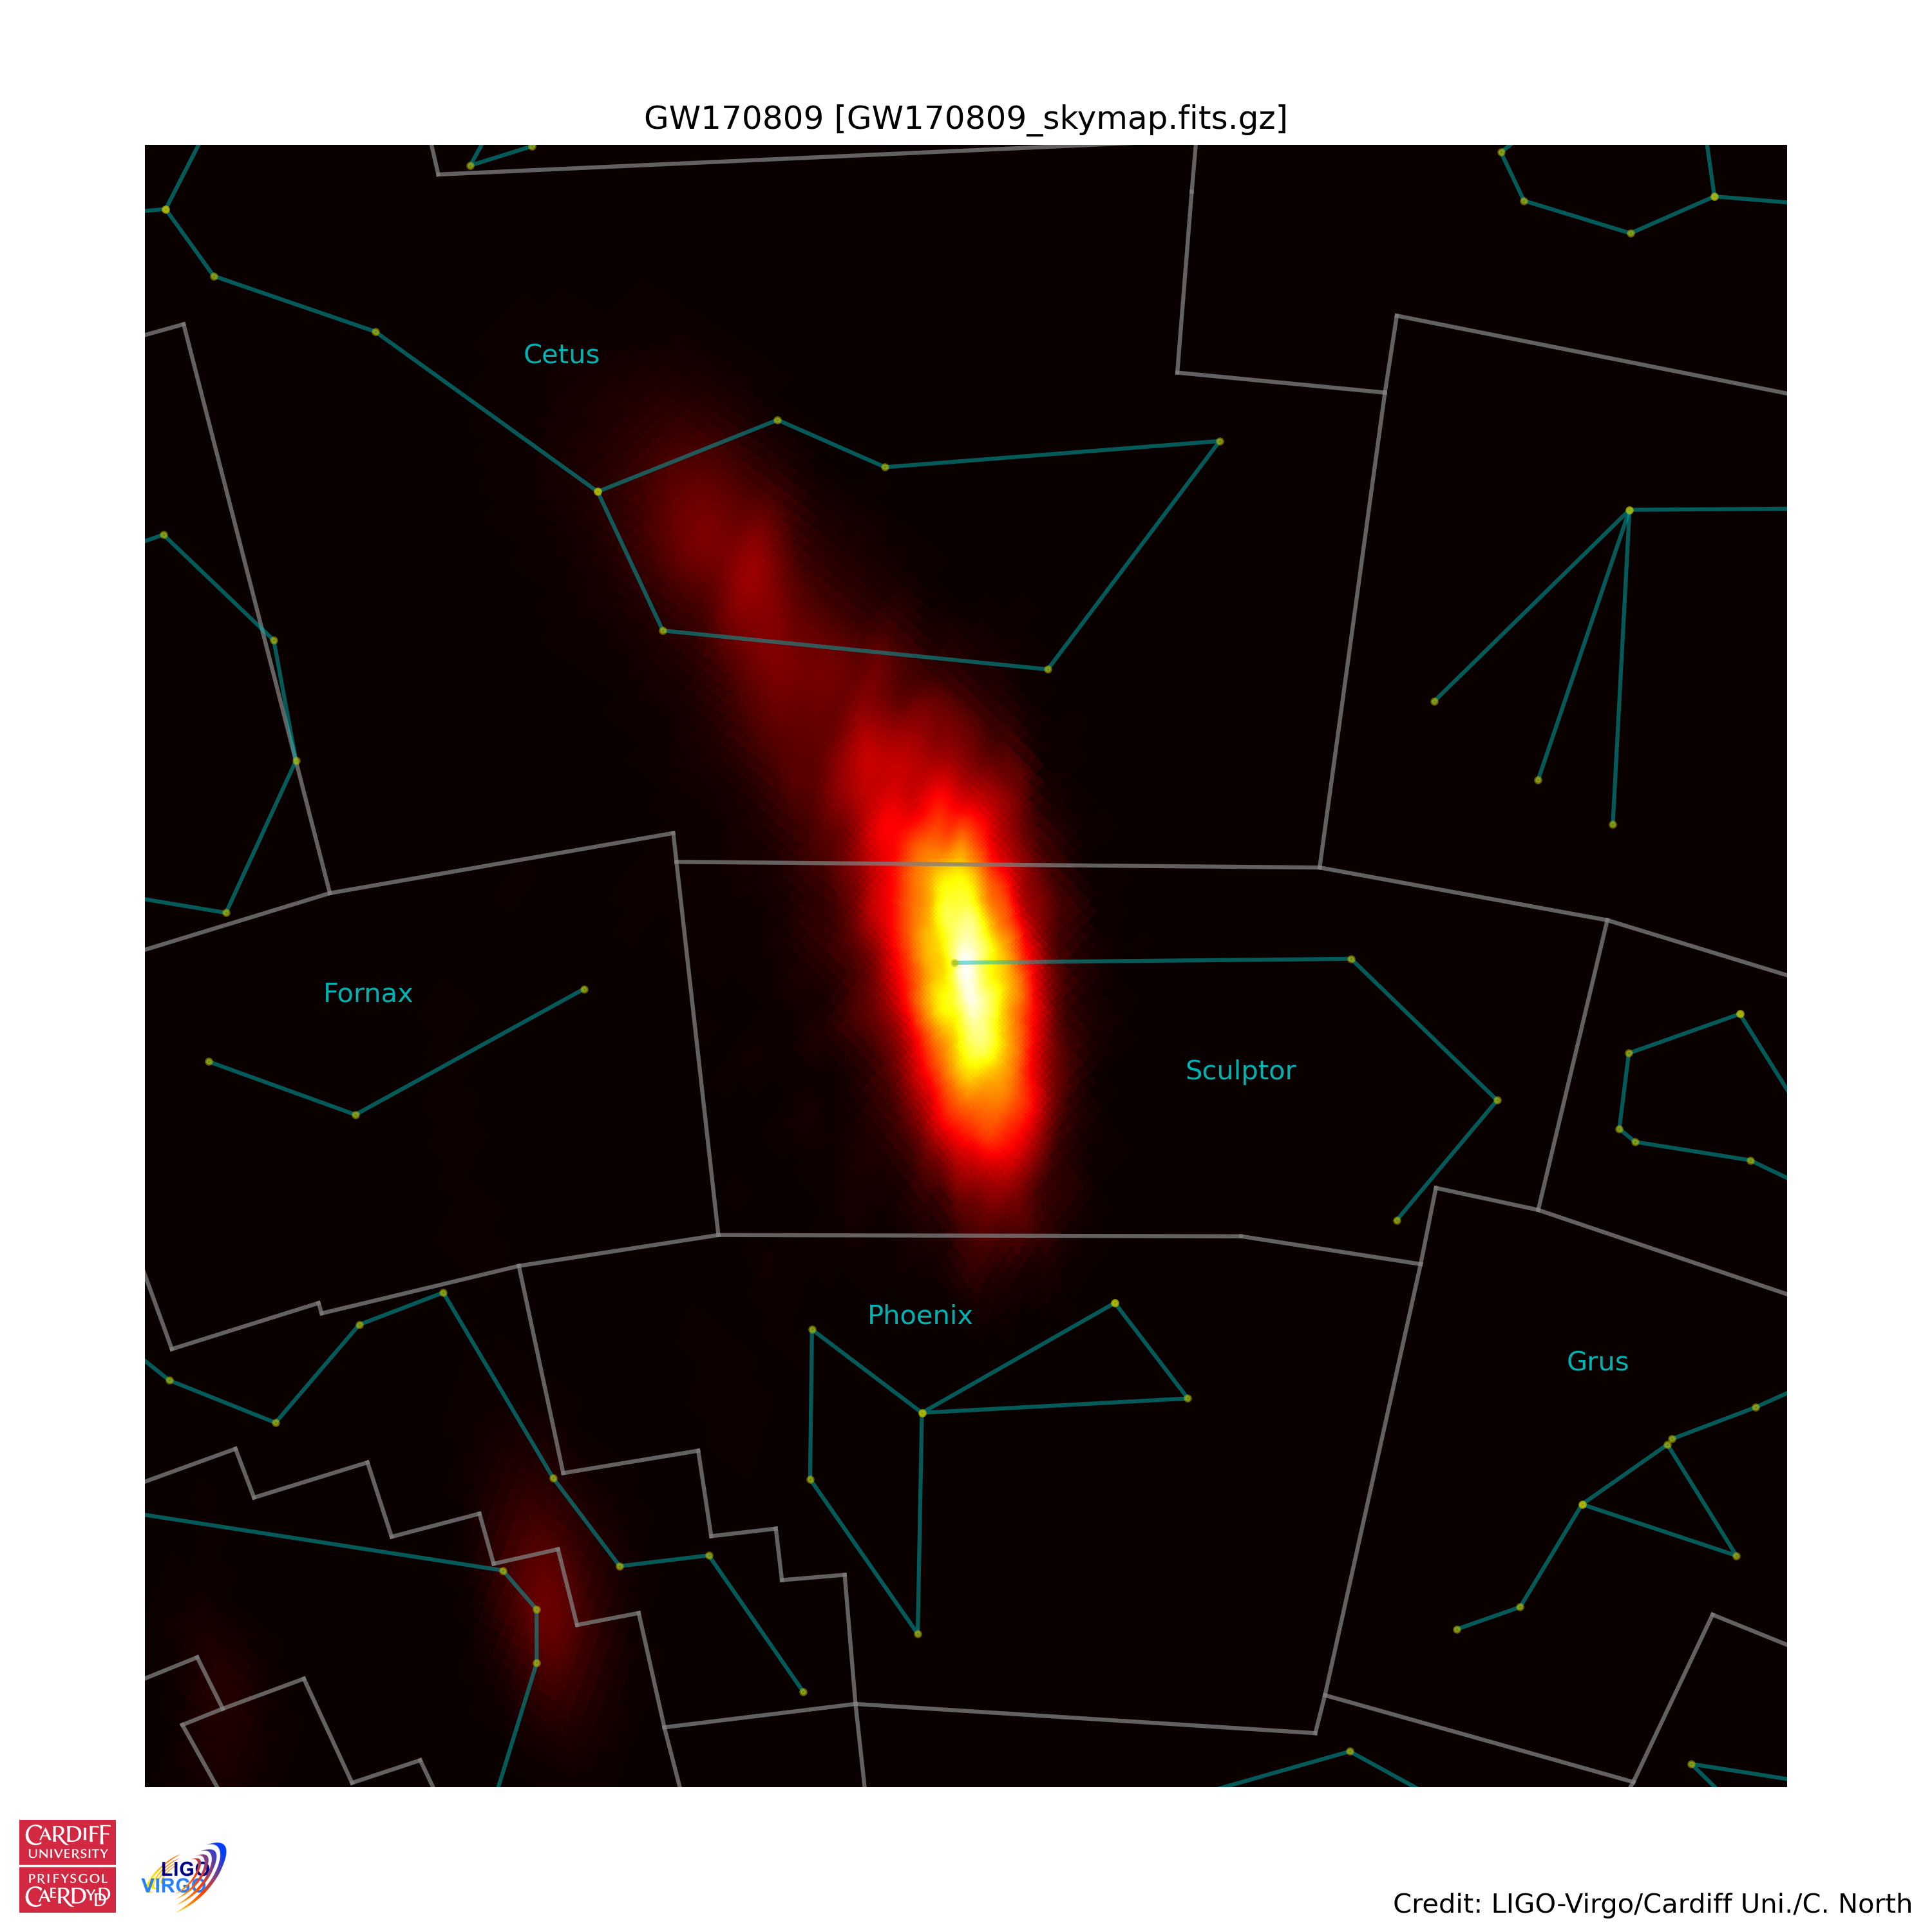 GW170809 [GW170809_skymap.fits.gz]
Cetus
Fornax
Sculptor
Phoenix
Grus
CARDIFF
UNIVERSITY
PRIFYSGOL
CAERDYDD
LIGO
VIRGO
Credit: LIGO-Virgo/Cardiff Uni./C. North